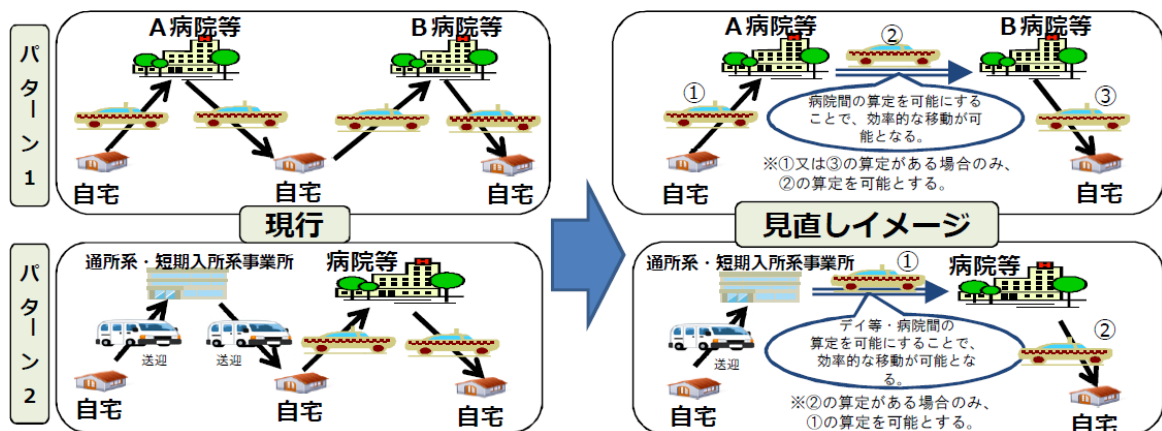 パターン1
A病院等
B病院等
自宅
自宅
自宅
現行
パターン2
通所系・短期入所系事業所
病院等
送迎
送迎
自宅
自宅
自宅
A病院等
②
B病院等
①
③
病院間の算定を可能にする
ことで、効率的な移動が可
能となる。
自宅
※①又は③の算定がある場合のみ、
②の算定を可能とする。
自宅
見直しイメージ
通所系・短期入所系事業所
①
病院等
送迎
デイ等・病院間の
算定を可能にすることで、
効率的な移動が可能とな
る。
②
自宅
※②の算定がある場合のみ、
①の算定を可能とする。
自宅